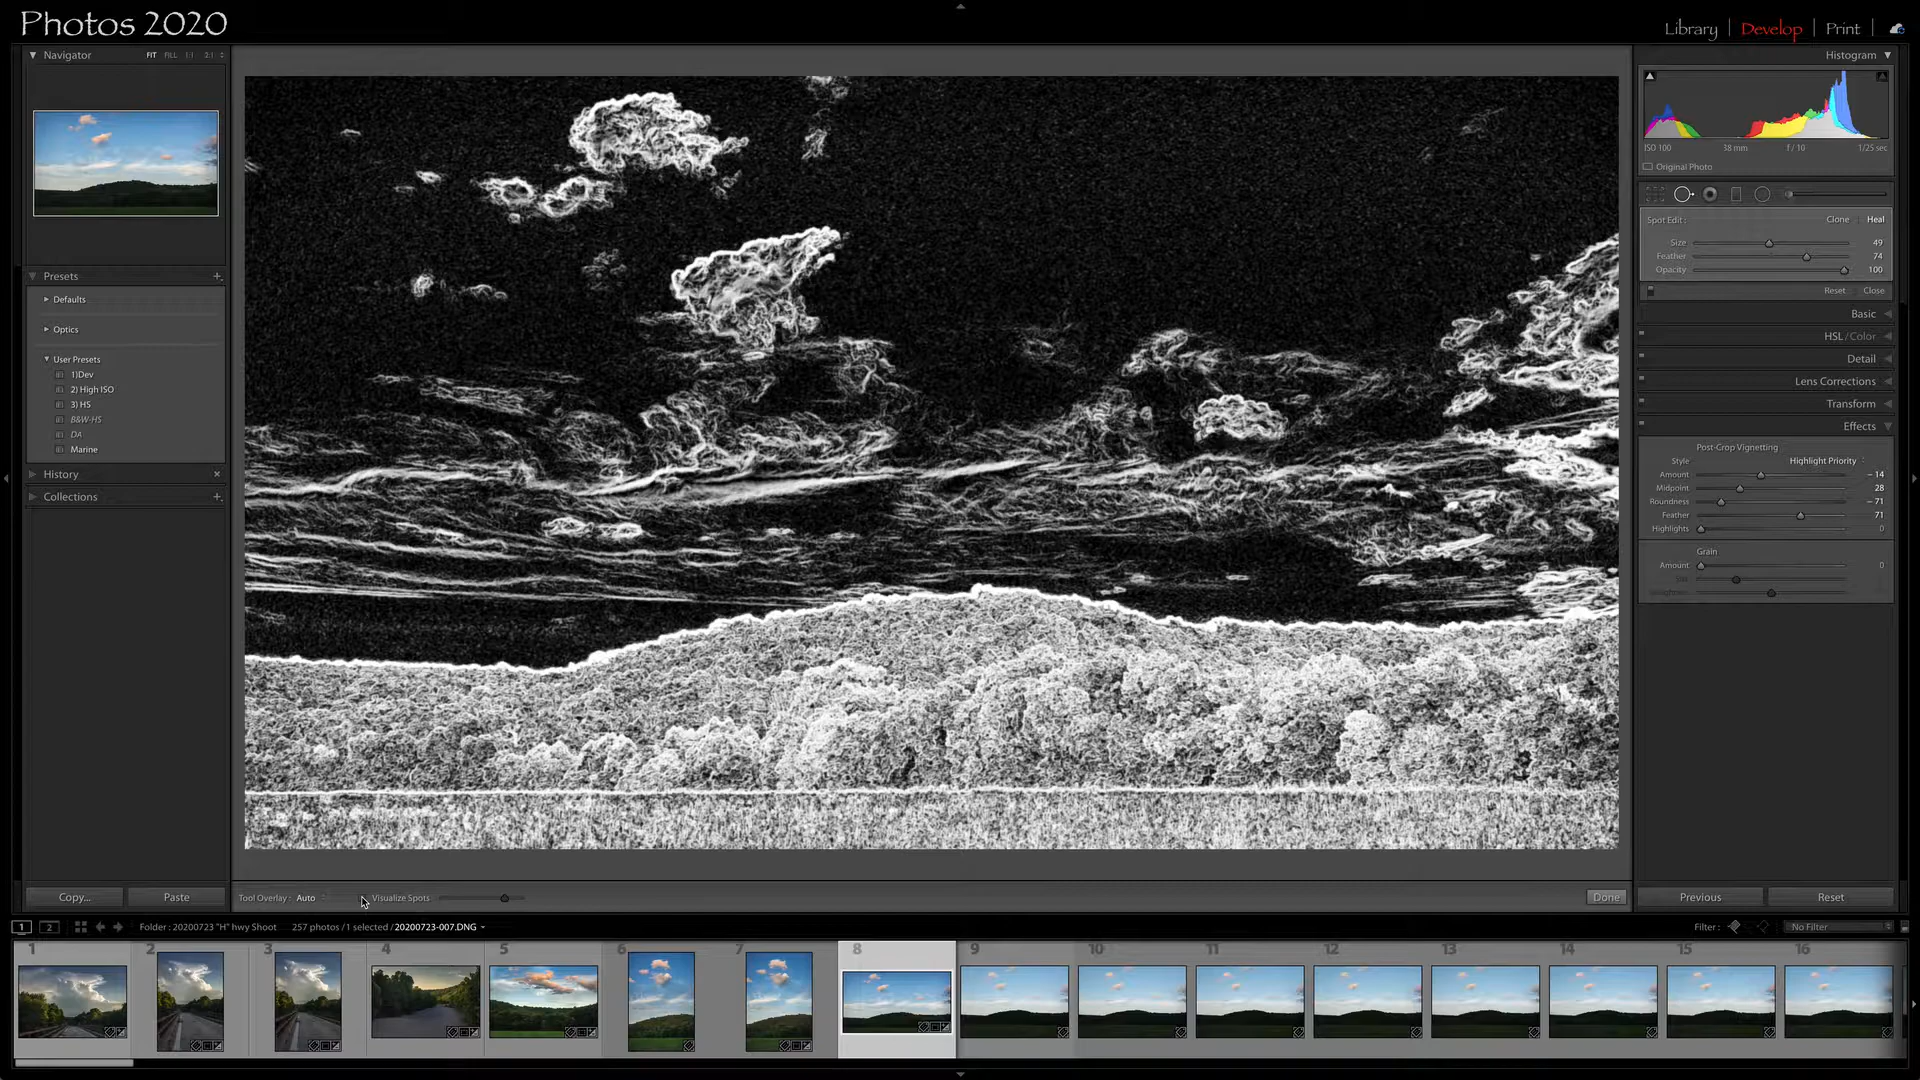 Photos 2020
Library | Develop | Print |
Navigator FIT FILL 1:1 3:1
Histogram
ISO 100 38 mm f / 10 1/25 sec
Original Photo
Spot Edit : Clone Heal
Size 49
Feather 74
Opacity 100
Reset Close
Presets +
Defaults
Optics
User Presets
1)Dev
2) High ISO
3) HS
B&W-HS
DA
Marine
History ×
Collections +
Basic
HSL / Color
Detail
Lens Corrections
Transform
Effects
Post-Crop Vignetting
Style Highlight Priority
Amount – 14
Midpoint 28
Roundness – 71
Feather 71
Highlights 0
Grain
Amount 0
Copy... Paste
Tool Overlay : Auto Visualize Spots Done
Previous Reset
1 2 Folder : 20200723 "H" hwy Shoot 257 photos / 1 selected / 20200723-007.DNG Filter : No Filter
1 2 3 4 5 6 7 8 9 10 11 12 13 14 15 16